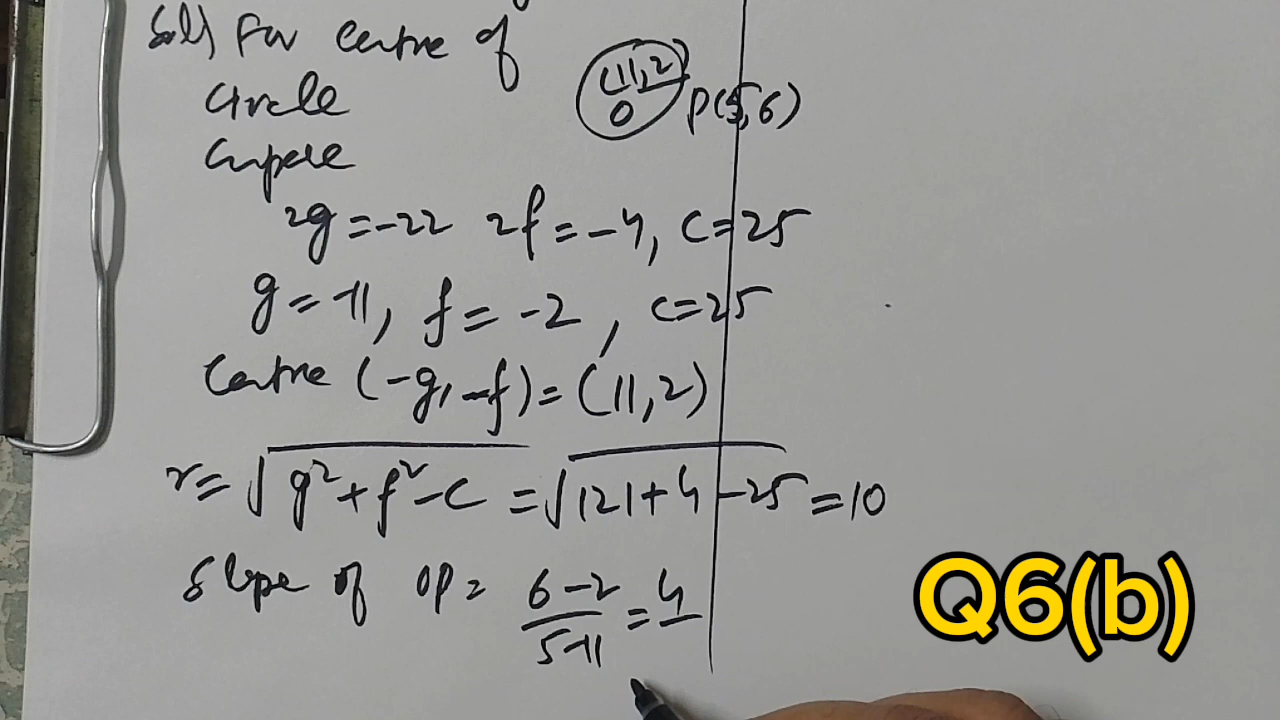 Sol) For Centre of
(11,2)
O
P(5,6)
Circle
Compare
2g=-22 2f=-4, C=25
g=-11, f=-2, C=25
Centre (-g,-f)=(11,2)
r=√g²+f²-C =√121+4-25 =10
Slope of OP= 6-2/5-11 = 4
Q6(b)